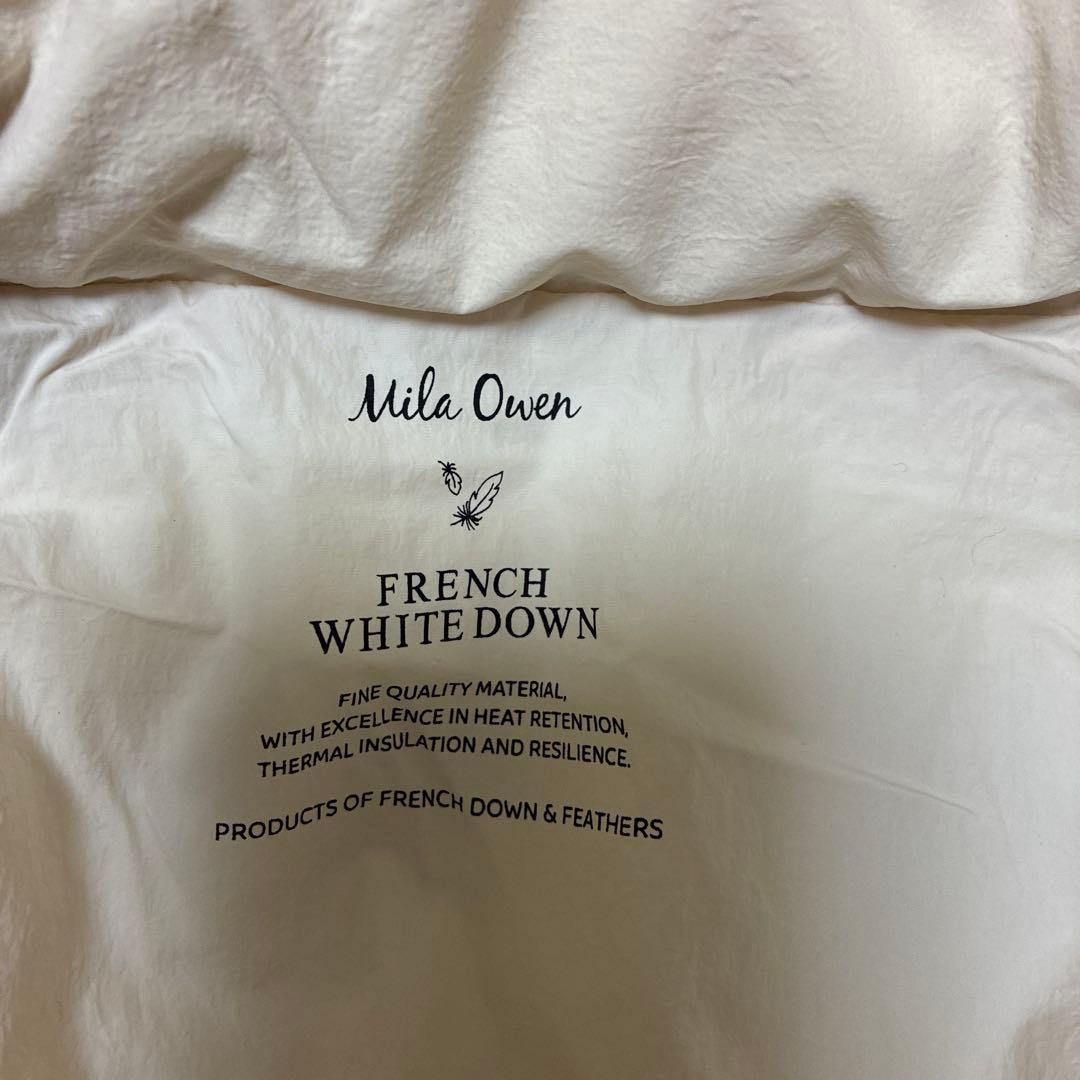 Mila Owen
FRENCH
WHITE DOWN
FINE QUALITY MATERIAL,
WITH EXCELLENCE IN HEAT RETENTION,
THERMAL INSULATION AND RESILIENCE.
PRODUCTS OF FRENCH DOWN & FEATHERS